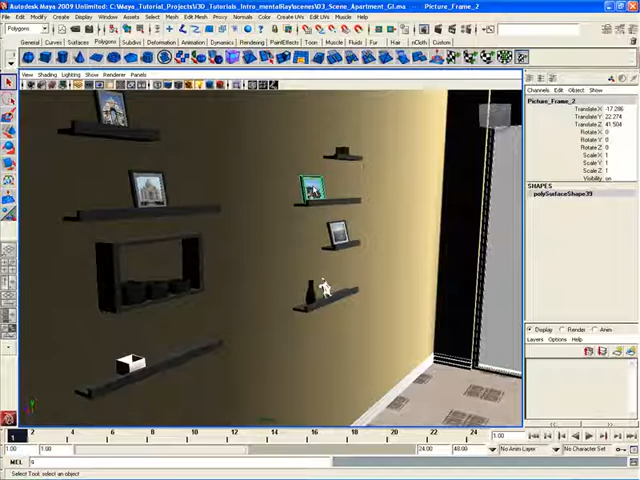 Autodesk Maya 2009 Unlimited: C:\Maya_Tutorial_Projects\3D_Tutorials_Intro_mentalRay\scenes\03_Scene_Apartment_GI.ma --- Picture_Frame_2
File Edit Modify Create Display Window Assets Select Mesh Edit Mesh Proxy Normals Color Create UVs Edit UVs Muscle Help
Polygons
General Curves Surfaces Polygons Subdivs Deformation Animation Dynamics Rendering PaintEffects Toon Muscle Fluids Fur Hair nCloth Custom
View Shading Lighting Show Renderer Panels
Channels Edit Object Show
Picture_Frame_2
Translate X -17.286
Translate Y 22.274
Translate Z 41.504
Rotate X 0
Rotate Y 0
Rotate Z 0
Scale X 1
Scale Y 1
Scale Z 1
Visibility on
SHAPES
polySurfaceShape39
Display Render Anim
Layers Options Help
1 2 4 6 8 10 12 14 16 18 20 22 24 1.00
1.00 1.00 24.00 48.00 No Anim Layer No Character Set
MEL
Select Tool: select an object